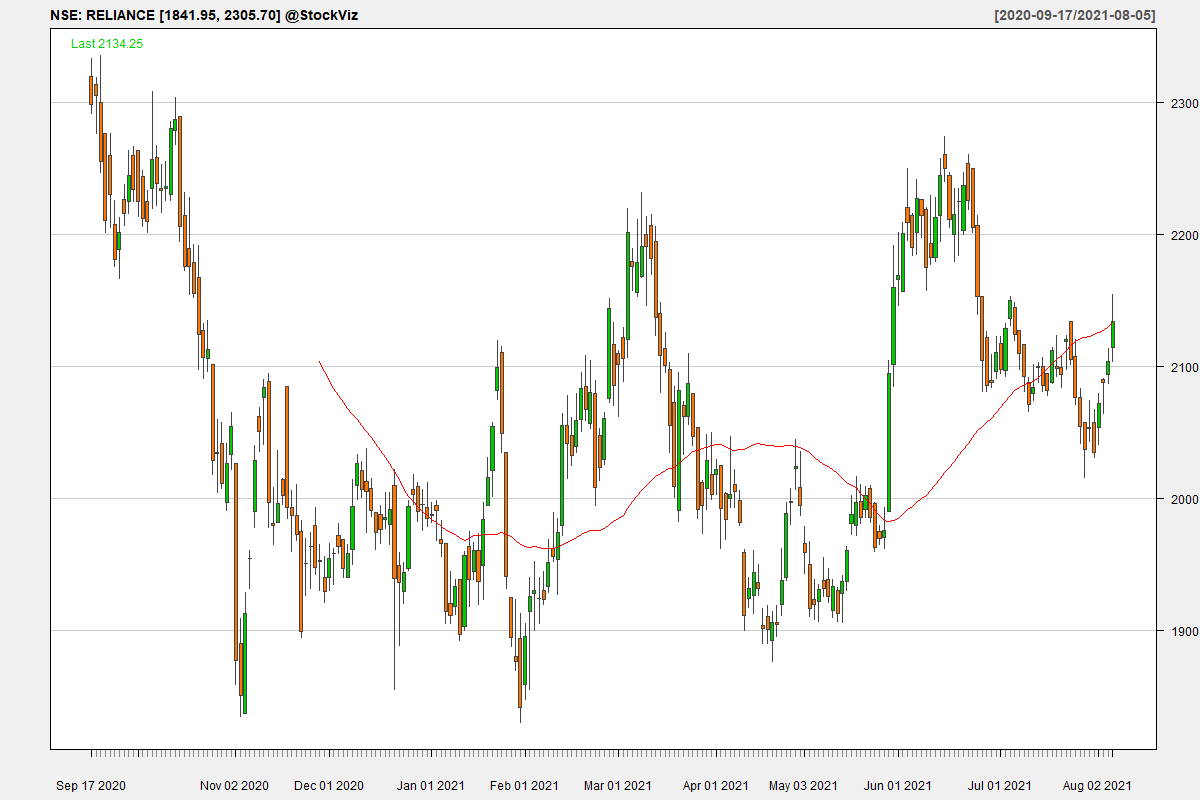 NSE: RELIANCE [1841.95, 2305.70] @StockViz
[2020-09-17/2021-08-05]
Last 2134.25
2300
2200
2100
2000
1900
Sep 17 2020
Nov 02 2020
Dec 01 2020
Jan 01 2021
Feb 01 2021
Mar 01 2021
Apr 01 2021
May 03 2021
Jun 01 2021
Jul 01 2021
Aug 02 2021